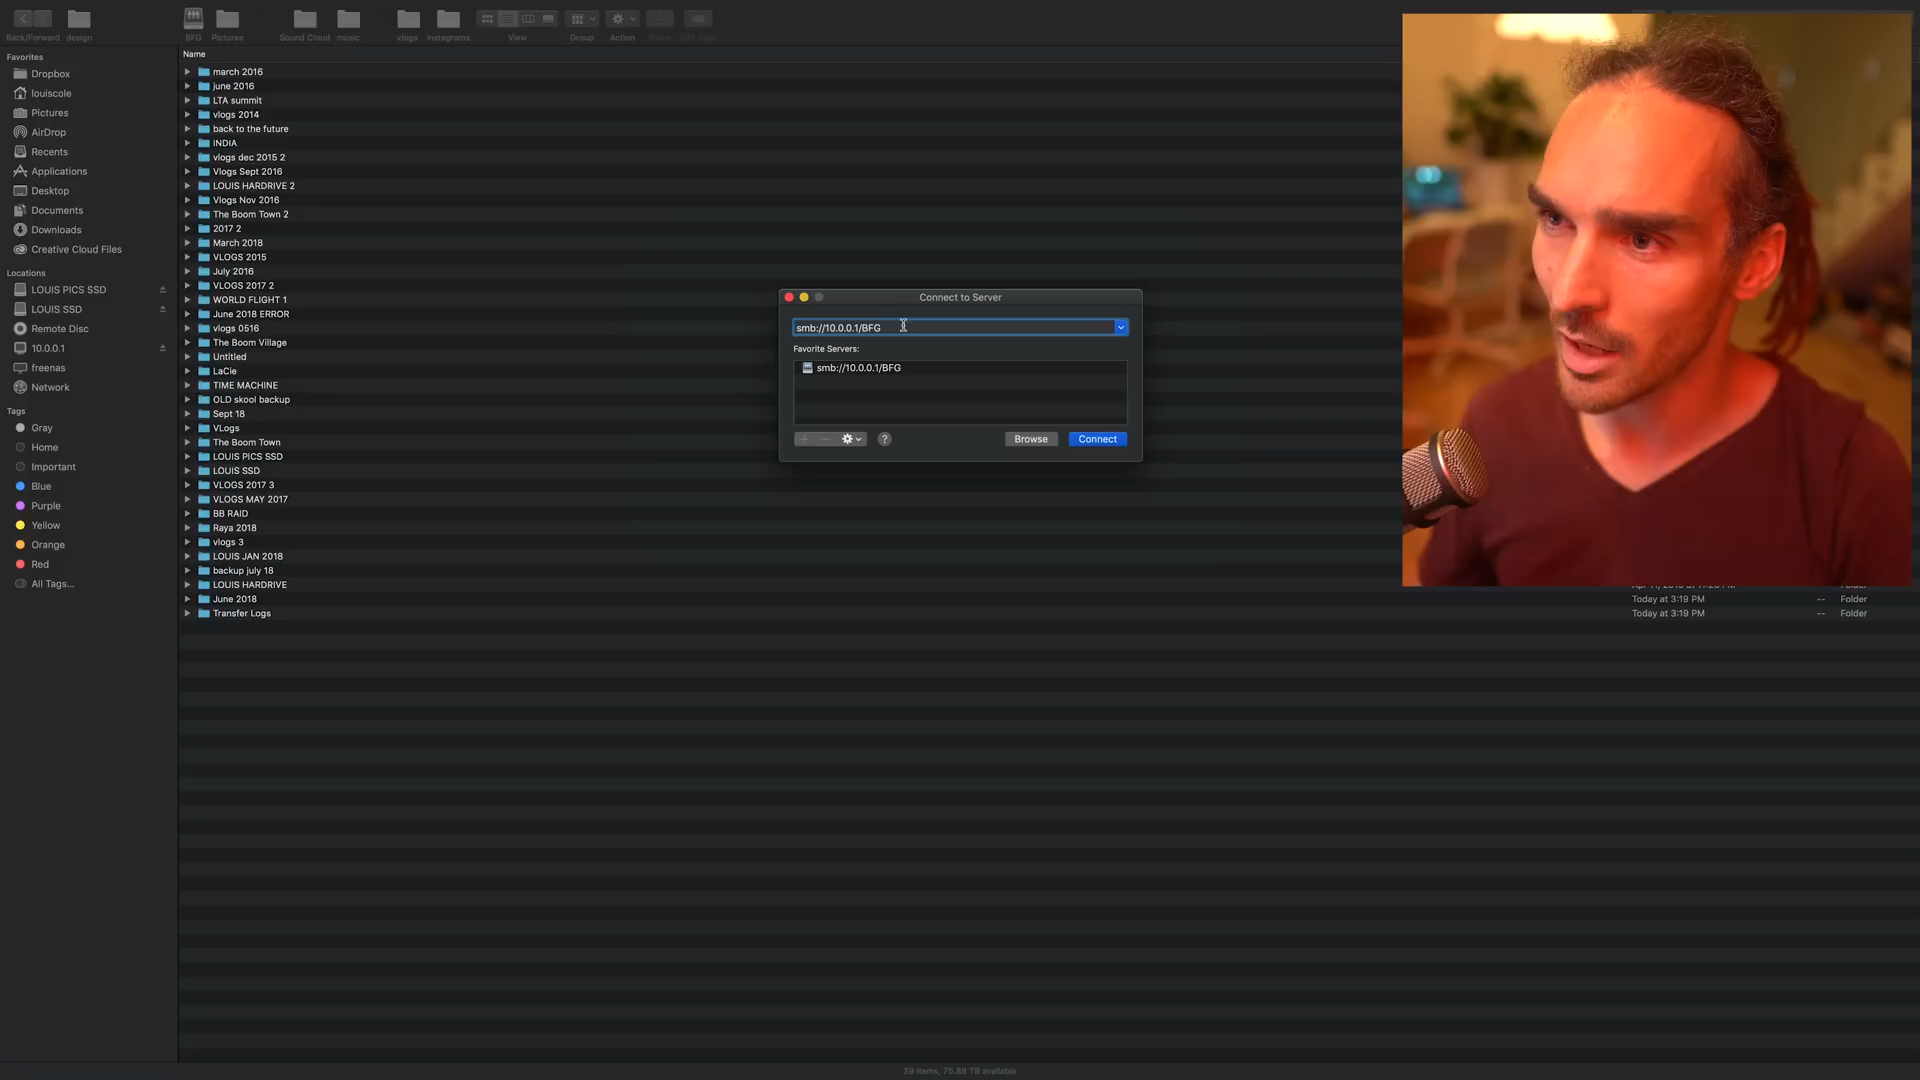 Back/Forward design BFG Pictures Sound Cloud music vlogs Instagrams View Group Action
Name
Favorites
Dropbox
louiscole
Pictures
AirDrop
Recents
Applications
Desktop
Documents
Downloads
Creative Cloud Files
Locations
LOUIS PICS SSD
LOUIS SSD
Remote Disc
10.0.0.1
freenas
Network
Tags
Gray
Home
Important
Blue
Purple
Yellow
Orange
Red
All Tags...
march 2016
june 2016
LTA summit
vlogs 2014
back to the future
INDIA
vlogs dec 2015 2
Vlogs Sept 2016
LOUIS HARDRIVE 2
Vlogs Nov 2016
The Boom Town 2
2017 2
March 2018
VLOGS 2015
July 2016
VLOGS 2017 2
WORLD FLIGHT 1
June 2018 ERROR
vlogs 0516
The Boom Village
Untitled
LaCie
TIME MACHINE
OLD skool backup
Sept 18
VLogs
The Boom Town
LOUIS PICS SSD
LOUIS SSD
VLOGS 2017 3
VLOGS MAY 2017
BB RAID
Raya 2018
vlogs 3
LOUIS JAN 2018
backup july 18
LOUIS HARDRIVE
June 2018
Transfer Logs
Connect to Server
smb://10.0.0.1/BFG
Favorite Servers:
smb://10.0.0.1/BFG
? Browse Connect
Today at 3:19 PM -- Folder
Today at 3:19 PM -- Folder
39 items, 75.88 TB available